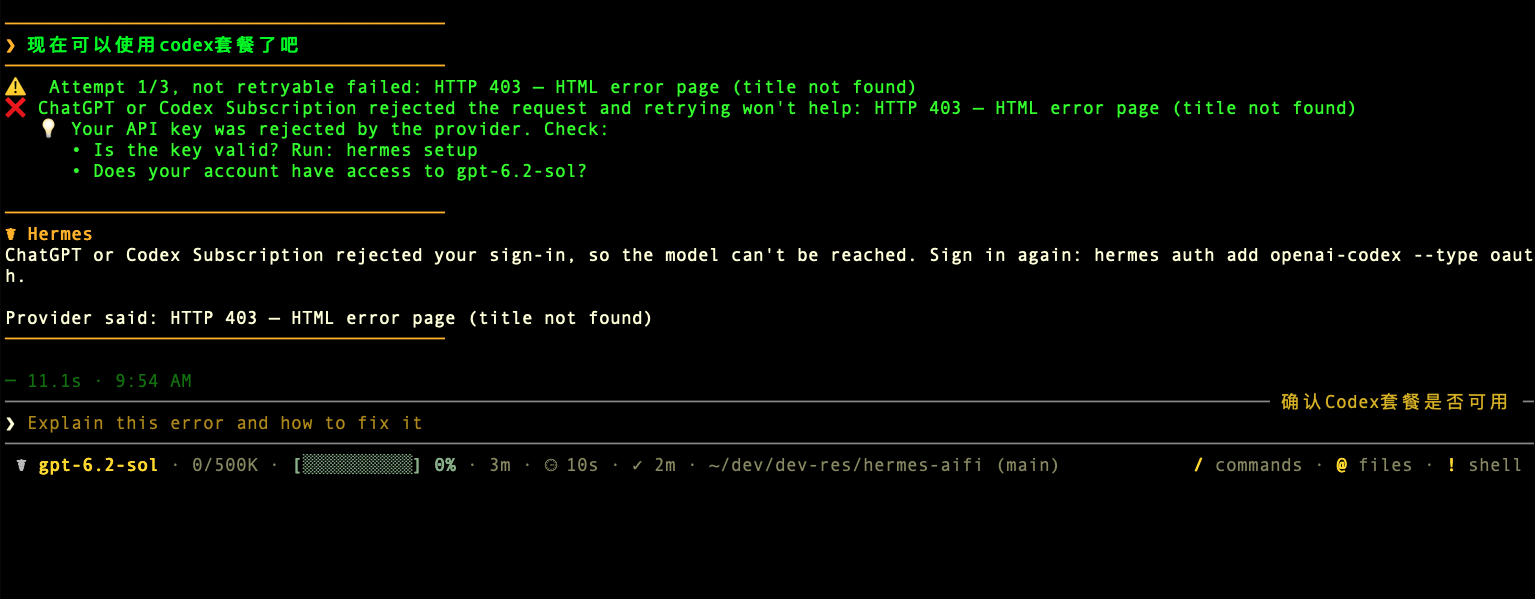 ❯ 现在可以使用codex套餐了吧
⚠️ Attempt 1/3, not retryable failed: HTTP 403 — HTML error page (title not found)
❌ ChatGPT or Codex Subscription rejected the request and retrying won't help: HTTP 403 — HTML error page (title not found)
💡 Your API key was rejected by the provider. Check:
• Is the key valid? Run: hermes setup
• Does your account have access to gpt-6.2-sol?
Hermes
ChatGPT or Codex Subscription rejected your sign-in, so the model can't be reached. Sign in again: hermes auth add openai-codex --type oaut
h.
Provider said: HTTP 403 — HTML error page (title not found)
— 11.1s · 9:54 AM
确认Codex套餐是否可用
❯ Explain this error and how to fix it
gpt-6.2-sol · 0/500K · [░░░░░░░░░░] 0% · 3m · ⏲ 10s · ✓ 2m · ~/dev/dev-res/hermes-aifi (main) / commands · @ files · ! shell